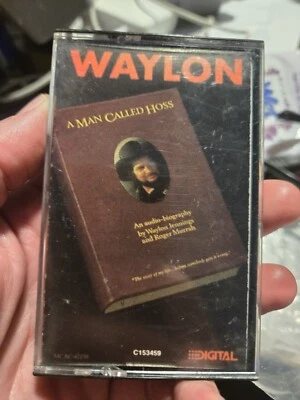 WAYLON
A MAN CALLED HOSS
An audio-biography
by Waylon Jennings
and Roger Murrah
C153459
DIGITAL